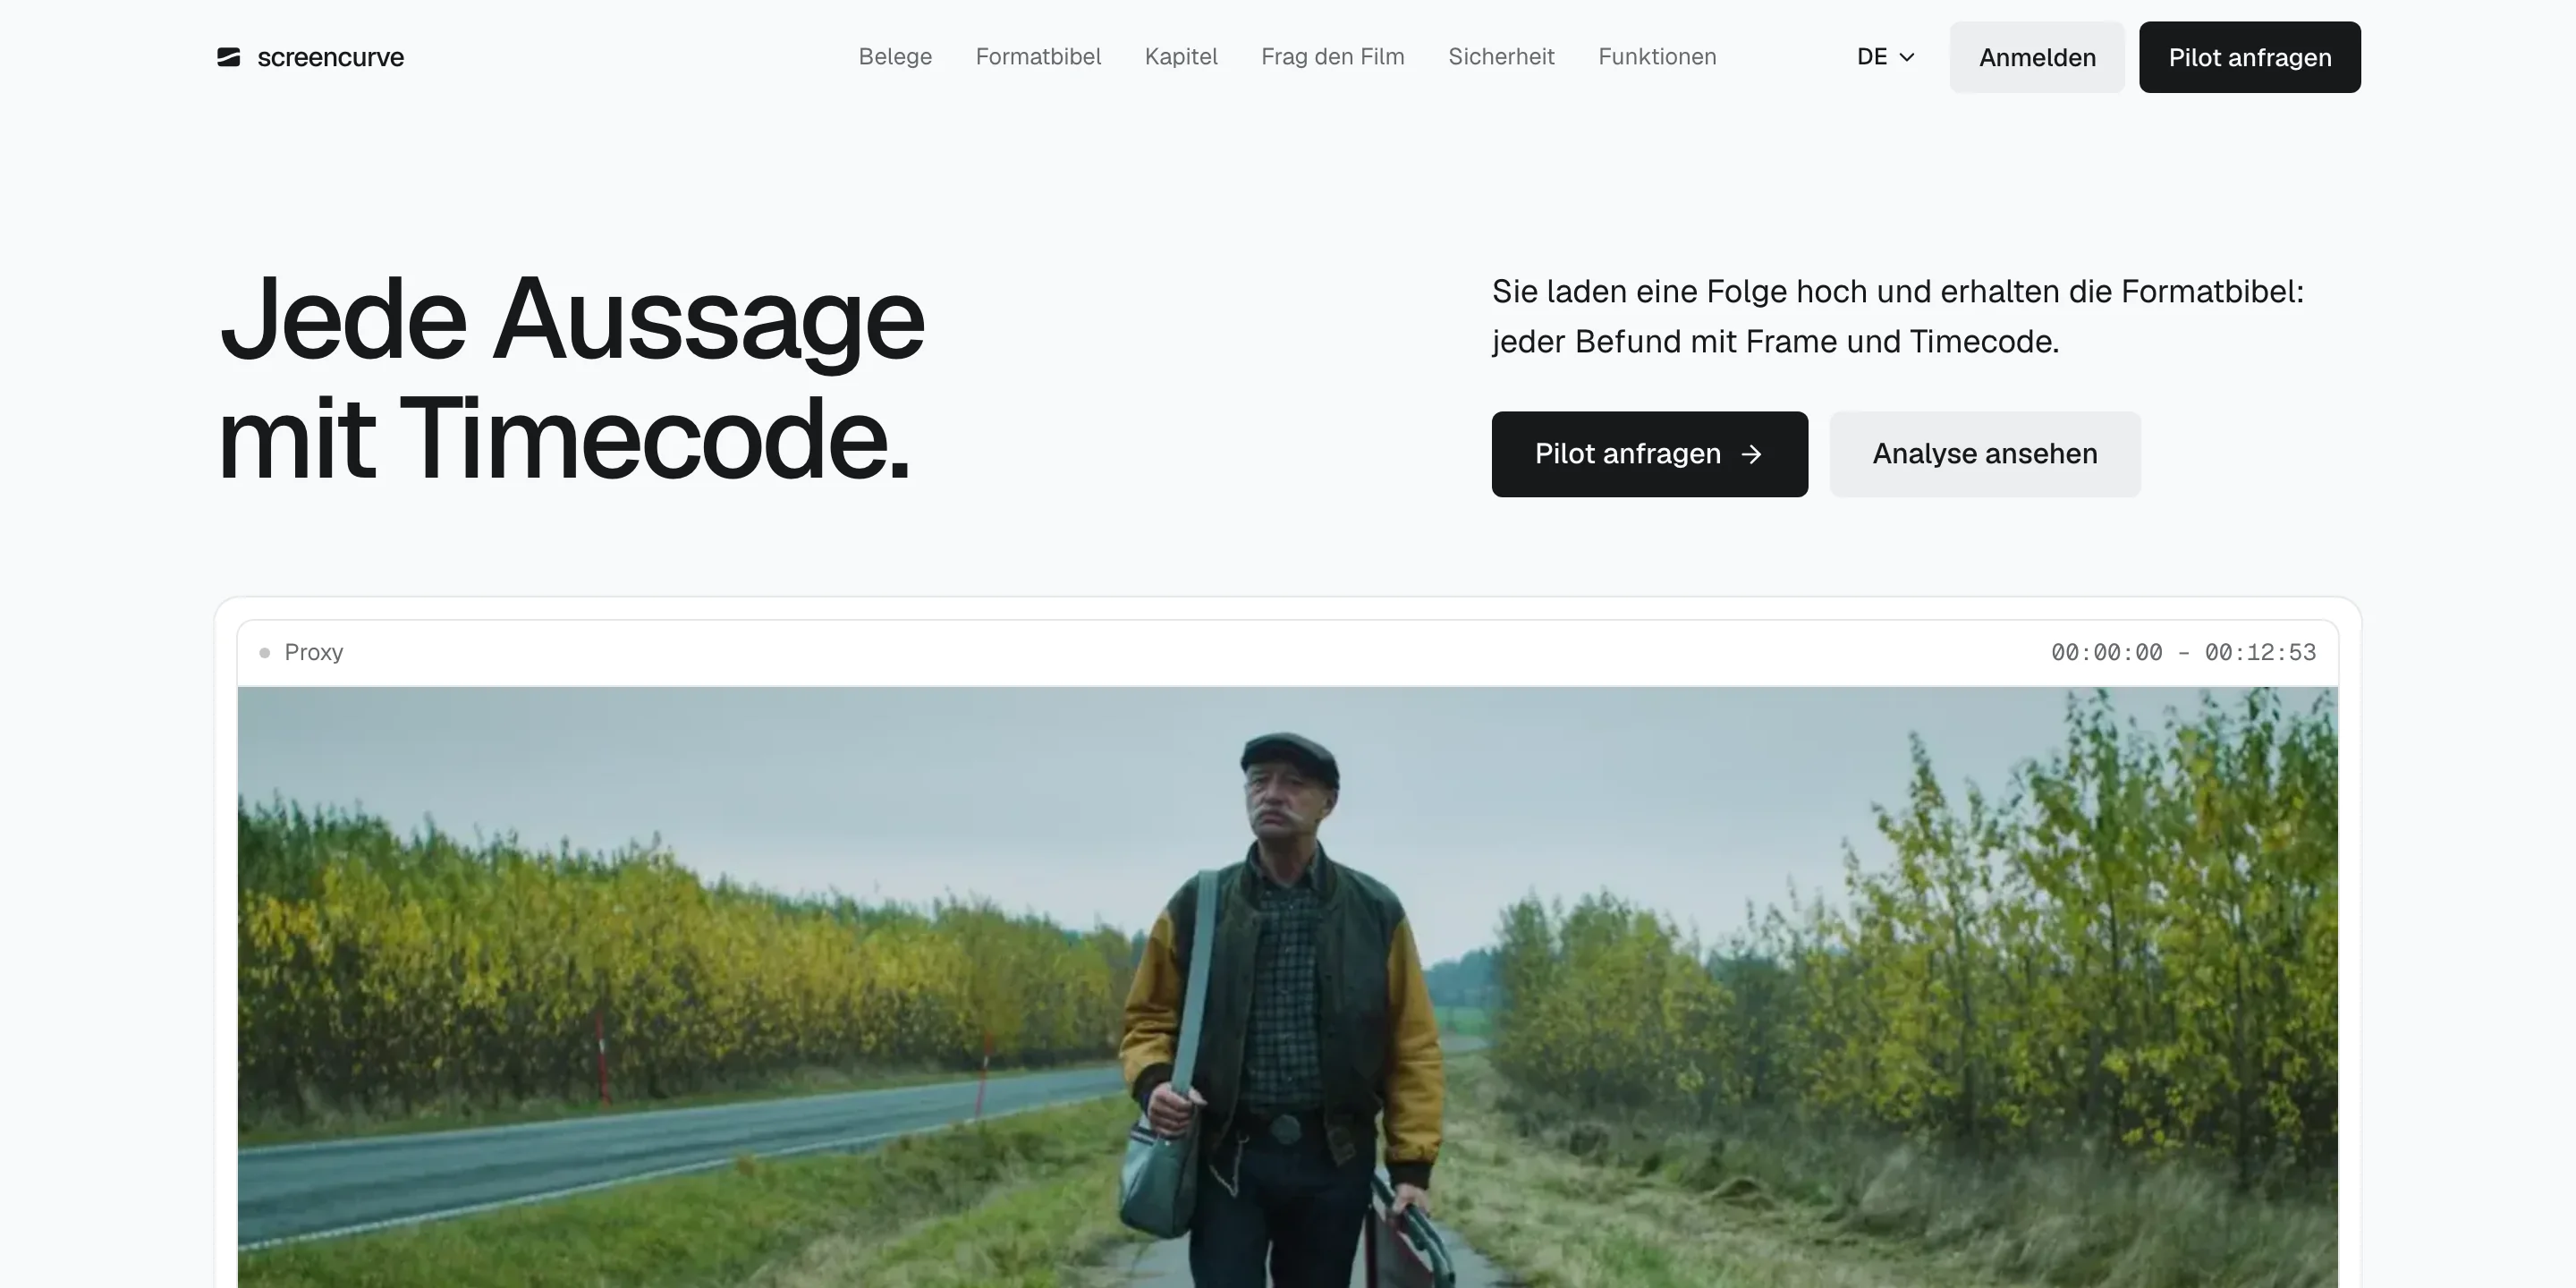 screencurve
Belege
Formatbibel
Kapitel
Frag den Film
Sicherheit
Funktionen
DE
Anmelden
Pilot anfragen
Jede Aussage
mit Timecode.
Sie laden eine Folge hoch und erhalten die Formatbibel:
jeder Befund mit Frame und Timecode.
Pilot anfragen →
Analyse ansehen
Proxy
00:00:00 – 00:12:53